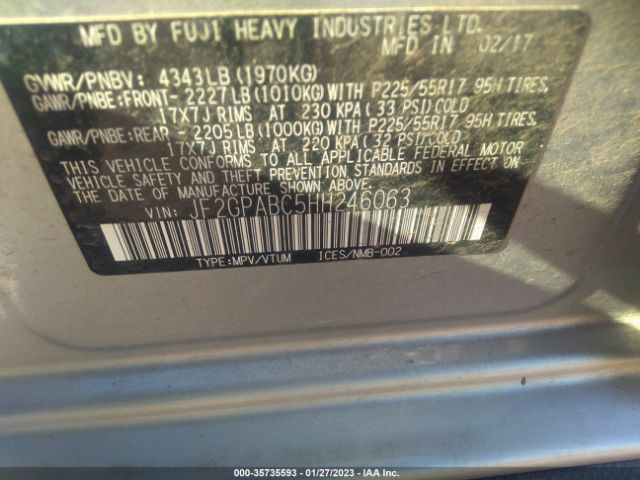 MFD BY FUJI HEAVY INDUSTRIES LTD.
MFD IN 02/17
GVWR/PNBV: 4343LB (1970KG)
GAWR/PNBE:FRONT- 2227LB (1010KG) WITH P225/55R17 95H TIRES,
17X7J RIMS AT 230 KPA (33 PSI) COLD
GAWR/PNBE:REAR - 2205LB (1000KG) WITH P225/55R17 95H TIRES,
17X7J RIMS AT 220 KPA (32 PSI) COLD
THIS VEHICLE CONFORMS TO ALL APPLICABLE FEDERAL MOTOR
VEHICLE SAFETY AND THEFT PREVENTION STANDARDS IN EFFECT ON
THE DATE OF MANUFACTURE SHOWN ABOVE.
VIN: JF2GPABC5HH246063
TYPE:MPV/VTUM ICES/NMB-002
000-35735593 - 01/27/2023 - IAA Inc.